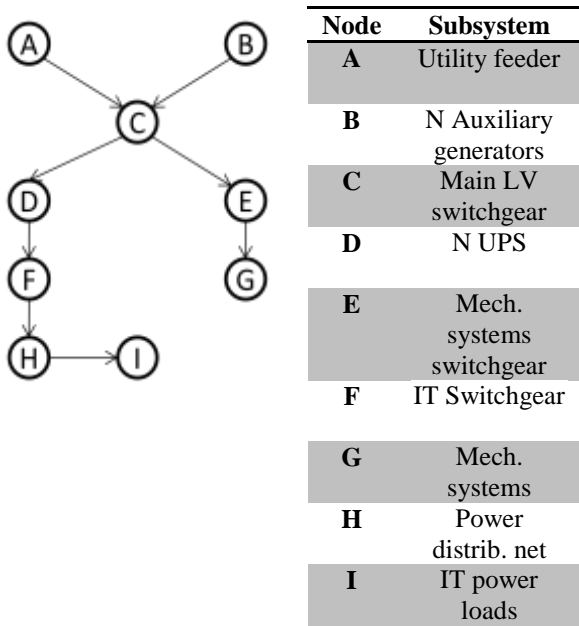 A B
C
D E
F G
H I
Node Subsystem
A Utility feeder
B N Auxiliary
generators
C Main LV
switchgear
D N UPS
E Mech.
systems
switchgear
F IT Switchgear
G Mech.
systems
H Power
distrib. net
I IT power
loads